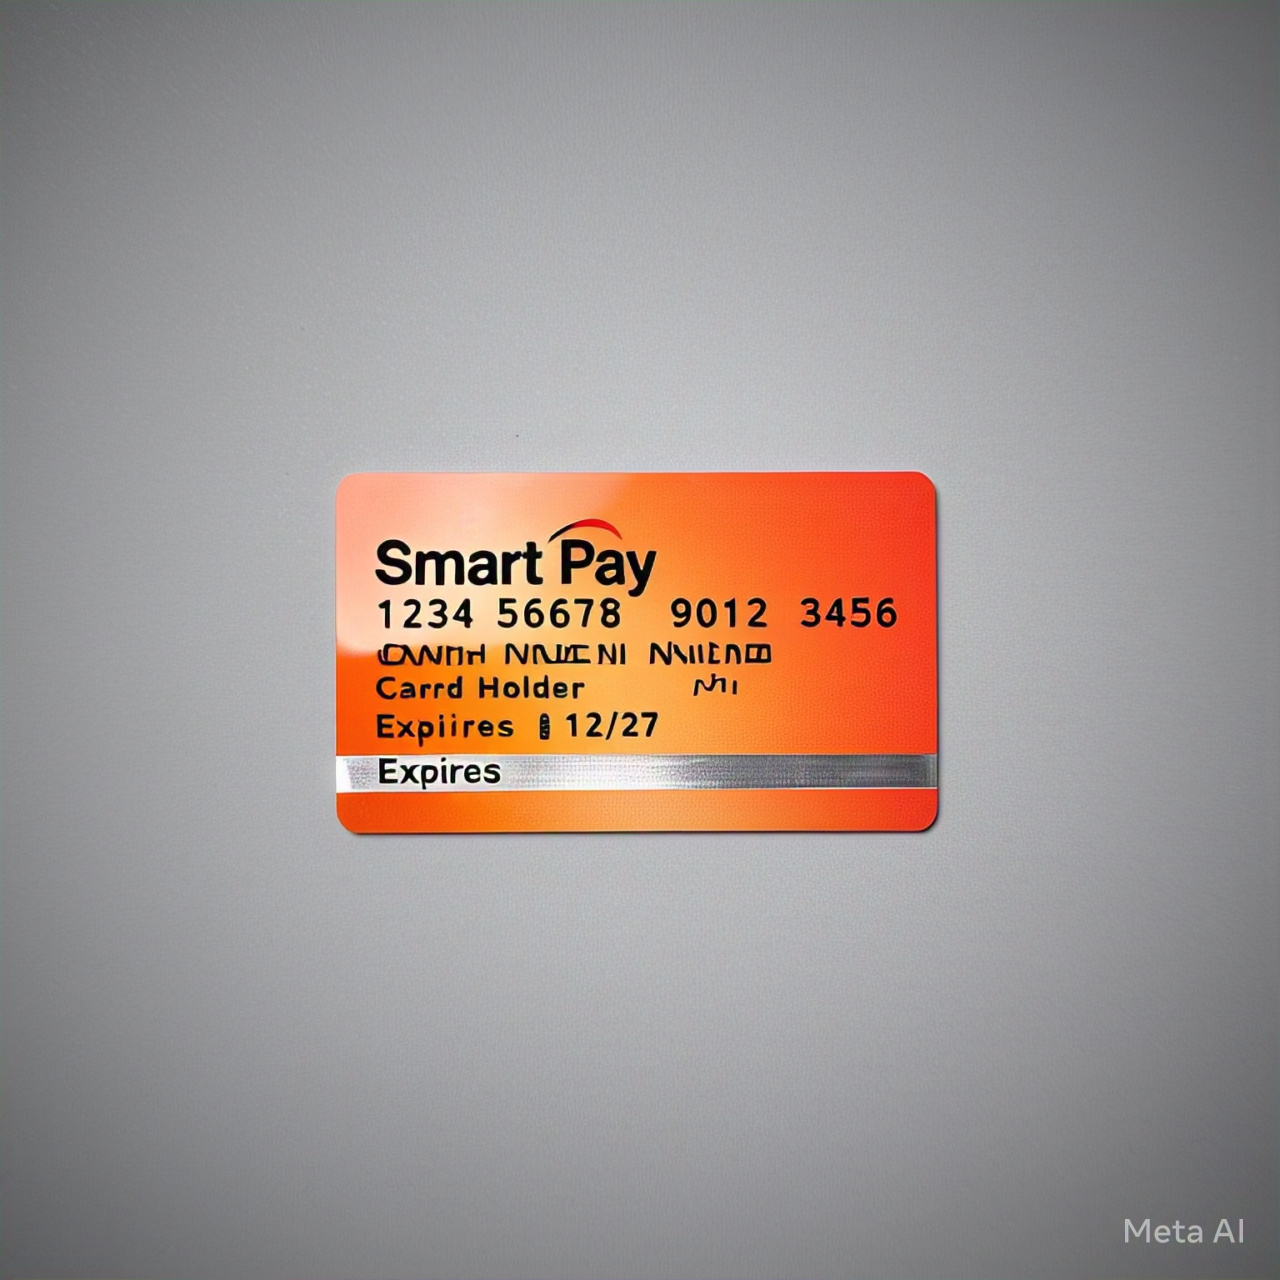 Smart Pay
1234 56678 9012 3456
Carrd Holder
Expiires 12/27
Expires
Meta AI